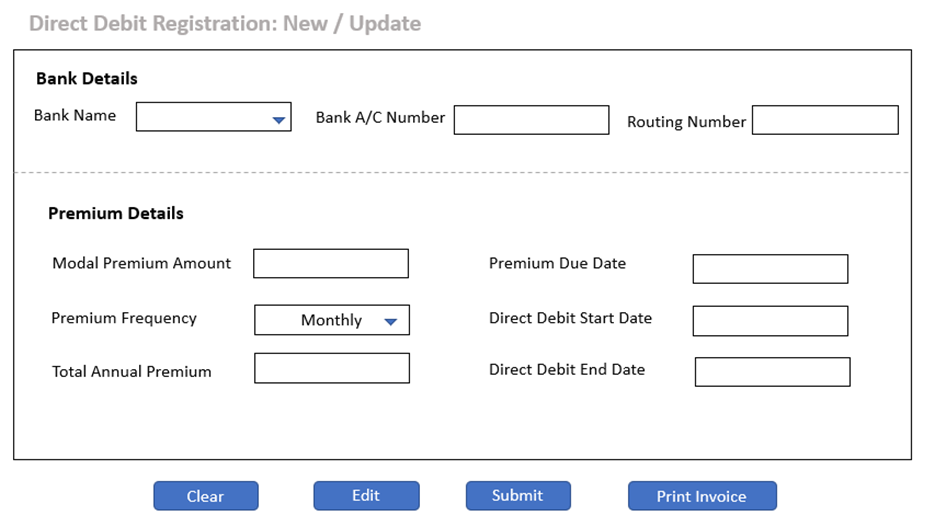 Direct Debit Registration: New / Update
Bank Details
Bank Name
Bank A/C Number
Routing Number
Premium Details
Modal Premium Amount
Premium Due Date
Premium Frequency
Monthly
Direct Debit Start Date
Total Annual Premium
Direct Debit End Date
Clear
Edit
Submit
Print Invoice